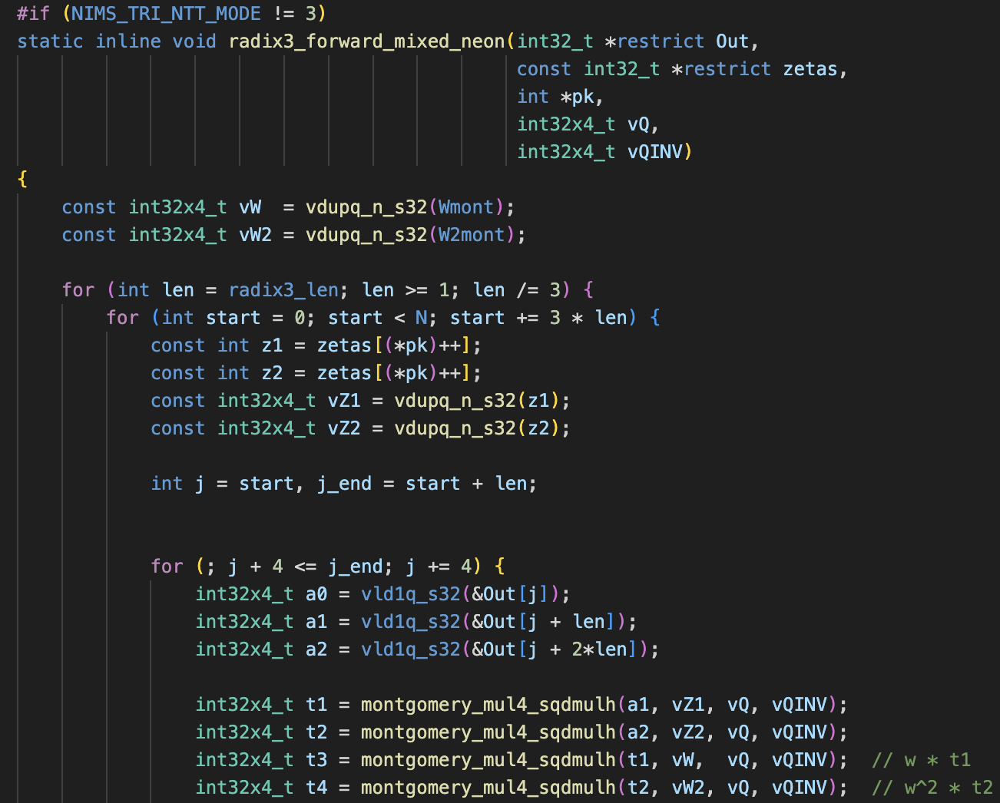 #if (NIMS_TRI_NTT_MODE != 3)
static inline void radix3_forward_mixed_neon(int32_t *restrict Out,
                                             const int32_t *restrict zetas,
                                             int *pk,
                                             int32x4_t vQ,
                                             int32x4_t vQINV)
{
    const int32x4_t vW  = vdupq_n_s32(Wmont);
    const int32x4_t vW2 = vdupq_n_s32(W2mont);

    for (int len = radix3_len; len >= 1; len /= 3) {
        for (int start = 0; start < N; start += 3 * len) {
            const int z1 = zetas[(*pk)++];
            const int z2 = zetas[(*pk)++];
            const int32x4_t vZ1 = vdupq_n_s32(z1);
            const int32x4_t vZ2 = vdupq_n_s32(z2);

            int j = start, j_end = start + len;


            for (; j + 4 <= j_end; j += 4) {
                int32x4_t a0 = vld1q_s32(&Out[j]);
                int32x4_t a1 = vld1q_s32(&Out[j + len]);
                int32x4_t a2 = vld1q_s32(&Out[j + 2*len]);

                int32x4_t t1 = montgomery_mul4_sqdmulh(a1, vZ1, vQ, vQINV);
                int32x4_t t2 = montgomery_mul4_sqdmulh(a2, vZ2, vQ, vQINV);
                int32x4_t t3 = montgomery_mul4_sqdmulh(t1, vW,  vQ, vQINV);  // w * t1
                int32x4_t t4 = montgomery_mul4_sqdmulh(t2, vW2, vQ, vQINV);  // w^2 * t2